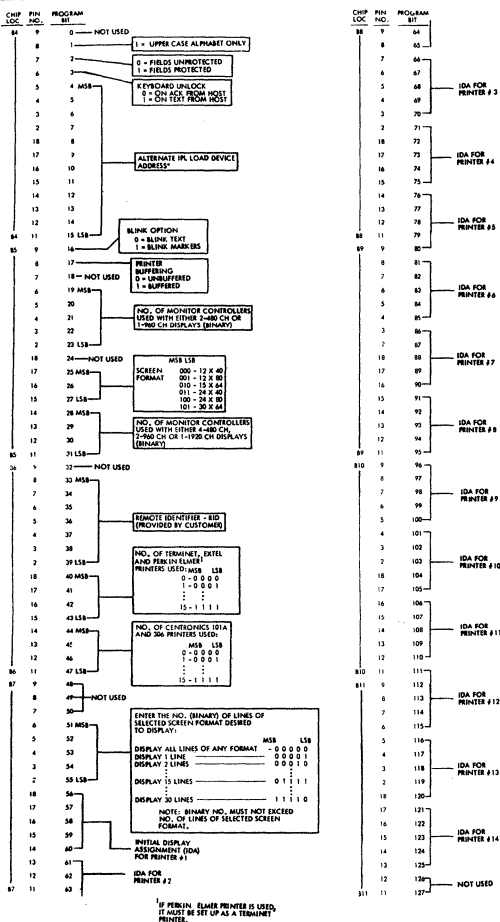 CHIP LOC PIN NO. PROGRAM BIT
B4 9 0 NOT USED
8 1 1 = UPPER CASE ALPHABET ONLY
7 2 0 = FIELDS UNPROTECTED
1 = FIELDS PROTECTED
6 3 KEYBOARD UNLOCK
0 = ON ACK FROM HOST
1 = ON TEXT FROM HOST
5 4 MSB
4 5
3 6
2 7
18 8
17 9 ALTERNATE IPL LOAD DEVICE
ADDRESS*
16 10
15 11
14 12
13 13
12 14
B4 11 15 LSB
BLINK OPTION
0 = BLINK TEXT
1 = BLINK MARKERS
B5 9 16
8 17 PRINTER
BUFFERING
0 = UNBUFFERED
1 = BUFFERED
7 18 NOT USED
6 19 MSB
5 20
4 21 NO. OF MONITOR CONTROLLERS
USED WITH EITHER 2-480 CH OR
1-960 CH DISPLAYS (BINARY)
3 22
2 23 LSB
18 24 NOT USED
17 25 MSB
16 26
15 27 LSB
SCREEN FORMAT MSB LSB
000 - 12 X 40
001 - 12 X 80
010 - 15 X 64
011 - 24 X 40
100 - 24 X 80
101 - 30 X 64
14 28 MSB
13 29 NO. OF MONITOR CONTROLLERS
USED WITH EITHER 4-480 CH,
2-960 CH OR 1-1920 CH DISPLAYS
(BINARY)
12 30
B5 11 31 LSB
9 32 NOT USED
8 33 MSB
7 34
6 35
5 36 REMOTE IDENTIFIER - RID
(PROVIDED BY CUSTOMER)
4 37
3 38
2 39 LSB
18 40 MSB
17 41
16 42
15 43 LSB
NO. OF TERMINET, EXTEL
AND PERKIN ELMER1
PRINTERS USED: MSB LSB
0 - 0 0 0 0
1 - 0 0 0 1
15 - 1 1 1 1
14 44 MSB
13 45
12 46
B6 11 47 LSB
NO. OF CENTRONICS 101A
AND 306 PRINTERS USED:
MSB LSB
0 - 0 0 0 0
1 - 0 0 0 1
15 - 1 1 1 1
B7 9 48
8 49 NOT USED
7 50
6 51 MSB
5 52
4 53
3 54
2 55 LSB
ENTER THE NO. (BINARY) OF LINES OF
SELECTED SCREEN FORMAT DESIRED
TO DISPLAY:
MSB LSB
DISPLAY ALL LINES OF ANY FORMAT - 0 0 0 0 0
DISPLAY 1 LINE 0 0 0 0 1
DISPLAY 2 LINES 0 0 0 1 0
DISPLAY 15 LINES 0 1 1 1 1
DISPLAY 30 LINES 1 1 1 1 0
NOTE: BINARY NO. MUST NOT EXCEED
NO. OF LINES OF SELECTED SCREEN
FORMAT.
18 56
17 57
16 58
15 59
14 60
INITIAL DISPLAY
ASSIGNMENT (IDA)
FOR PRINTER #1
13 61
12 62 IDA FOR
PRINTER #2
B7 11 63
1IF PERKIN ELMER PRINTER IS USED,
IT MUST BE SET UP AS A TERMINET
PRINTER.
CHIP LOC PIN NO. PROGRAM BIT
B8 9 64
8 65
7 66
6 67
5 68 IDA FOR
PRINTER #3
4 69
3 70
2 71
18 72
17 73 IDA FOR
PRINTER #4
16 74
15 75
14 76
13 77
12 78 IDA FOR
PRINTER #5
B8 11 79
B9 9 80
8 81
7 82
6 83 IDA FOR
PRINTER #6
5 84
4 85
3 86
2 87
18 88 IDA FOR
PRINTER #7
17 89
16 90
15 91
14 92
13 93 IDA FOR
PRINTER #8
12 94
B9 11 95
B10 9 96
8 97
7 98 IDA FOR
PRINTER #9
6 99
5 100
4 101
3 102
2 103 IDA FOR
PRINTER #10
18 104
17 105
16 106
15 107
14 108 IDA FOR
PRINTER #11
13 109
12 110
B10 11 111
B11 9 112
8 113 IDA FOR
PRINTER #12
7 114
6 115
5 116
4 117
3 118 IDA FOR
PRINTER #13
2 119
18 120
17 121
16 122
15 123 IDA FOR
PRINTER #14
14 124
13 125
12 126 NOT USED
B11 11 127